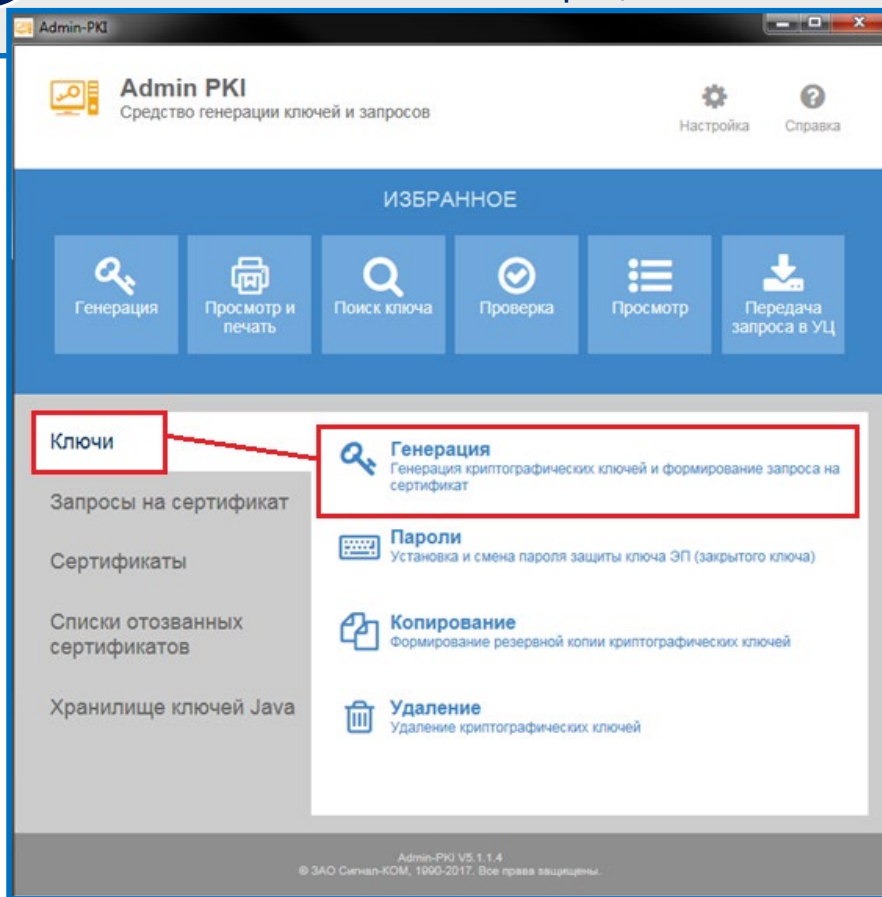 Admin-PKI
Admin PKI
Средство генерации ключей и запросов
Настройка
Справка
ИЗБРАННОЕ
Генерация
Просмотр и
печать
Поиск ключа
Проверка
Просмотр
Передача
запроса в УЦ
Ключи
Запросы на сертификат
Сертификаты
Списки отозванных
сертификатов
Хранилище ключей Java
Генерация
Генерация криптографических ключей и формирование запроса на
сертификат
Пароли
Установка и смена пароля защиты ключа ЭП (закрытого ключа)
Копирование
Формирование резервной копии криптографических ключей
Удаление
Удаление криптографических ключей
Admin-PKI V5.1.1.4
© ЗАО Сигнал-КОМ, 1990-2017. Все права защищены.